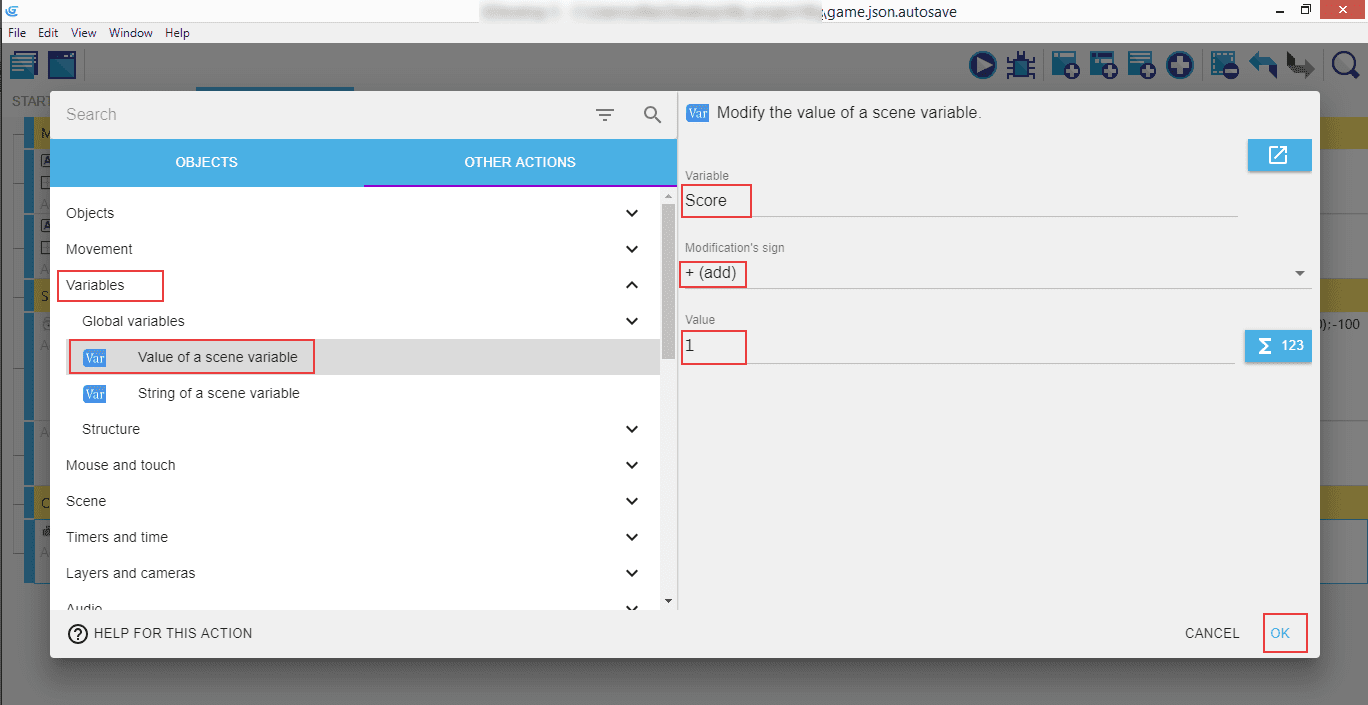 \game.json.autosave
File Edit View Window Help
START
Search
OBJECTS OTHER ACTIONS
Objects
Movement
Variables
Global variables
Var Value of a scene variable
Var String of a scene variable
Structure
Mouse and touch
Scene
Timers and time
Layers and cameras
Audio
HELP FOR THIS ACTION
Var Modify the value of a scene variable.
Variable
Score
Modification's sign
+ (add)
Value
1
Σ 123
CANCEL OK
);-100